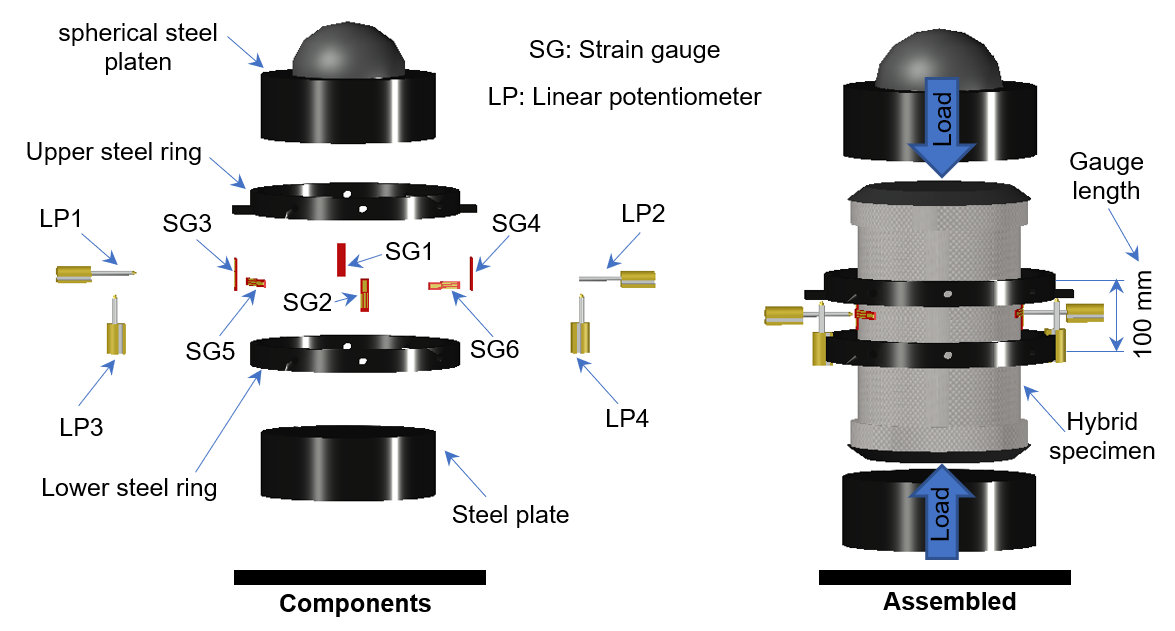 spherical steel
platen
SG: Strain gauge
LP: Linear potentiometer
Upper steel ring
LP1
SG3
SG1
SG4
LP2
SG2
SG5
SG6
LP3
LP4
Lower steel ring
Steel plate
Components
Load
Gauge
length
100 mm
Hybrid
specimen
Load
Assembled